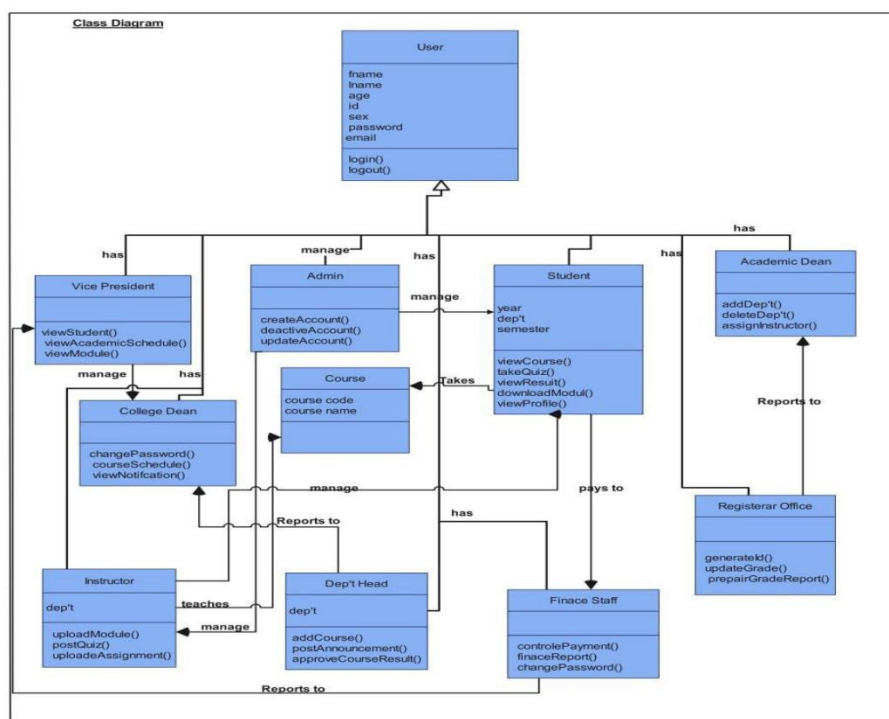 Class Diagram
User
fname
lname
age
id
sex
password
email
login()
logout()
has
manage
has
has
has
Vice President
viewStudent()
viewAcademicSchedule()
viewModule()
Admin
createAccount()
deactiveAccount()
updateAccount()
manage
Student
year
dep't
semester
viewCourse()
takeQuiz()
viewResuit()
downloadModul()
viewProfile()
Academic Dean
addDep't()
deleteDep't()
assignInstructor()
manage
has
Course
course code
course name
Takes
College Dean
changePassword()
courseSchedule()
viewNotifcation()
Reports to
manage
pays to
Reports to
has
Registerar Office
generateId()
updateGrade()
prepairGradeReport()
Instructor
dep't
uploadModule()
postQuiz()
uploadeAssignment()
teaches
manage
Dep't Head
dep't
addCourse()
postAnnouncement()
approveCourseResult()
Finace Staff
controlePayment()
finaceReport()
changePassword()
Reports to